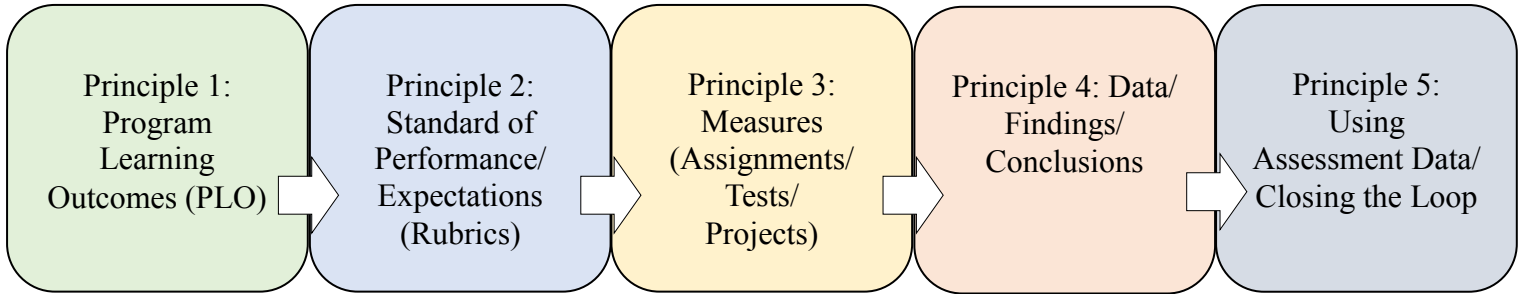 Principle 1:
Program
Learning
Outcomes (PLO)
Principle 2:
Standard of
Performance/
Expectations
(Rubrics)
Principle 3:
Measures
(Assignments/
Tests/
Projects)
Principle 4: Data/
Findings/
Conclusions
Principle 5:
Using
Assessment Data/
Closing the Loop